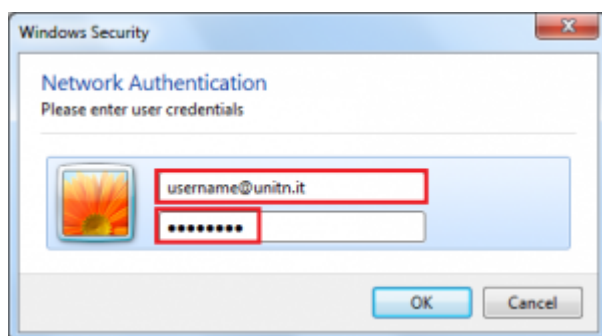 Windows Security
Network Authentication
Please enter user credentials
username@unitn.it
••••••••
OK
Cancel